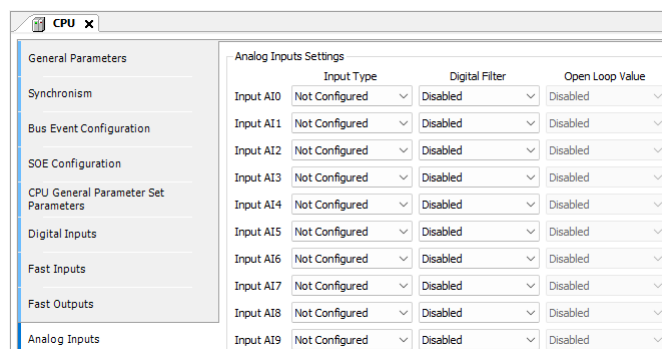 CPU x
General Parameters
Synchronism
Bus Event Configuration
SOE Configuration
CPU General Parameter Set
Parameters
Digital Inputs
Fast Inputs
Fast Outputs
Analog Inputs
Analog Inputs Settings
Input Type Digital Filter Open Loop Value
Input AI0 Not Configured Disabled Disabled
Input AI1 Not Configured Disabled Disabled
Input AI2 Not Configured Disabled Disabled
Input AI3 Not Configured Disabled Disabled
Input AI4 Not Configured Disabled Disabled
Input AI5 Not Configured Disabled Disabled
Input AI6 Not Configured Disabled Disabled
Input AI7 Not Configured Disabled Disabled
Input AI8 Not Configured Disabled Disabled
Input AI9 Not Configured Disabled Disabled